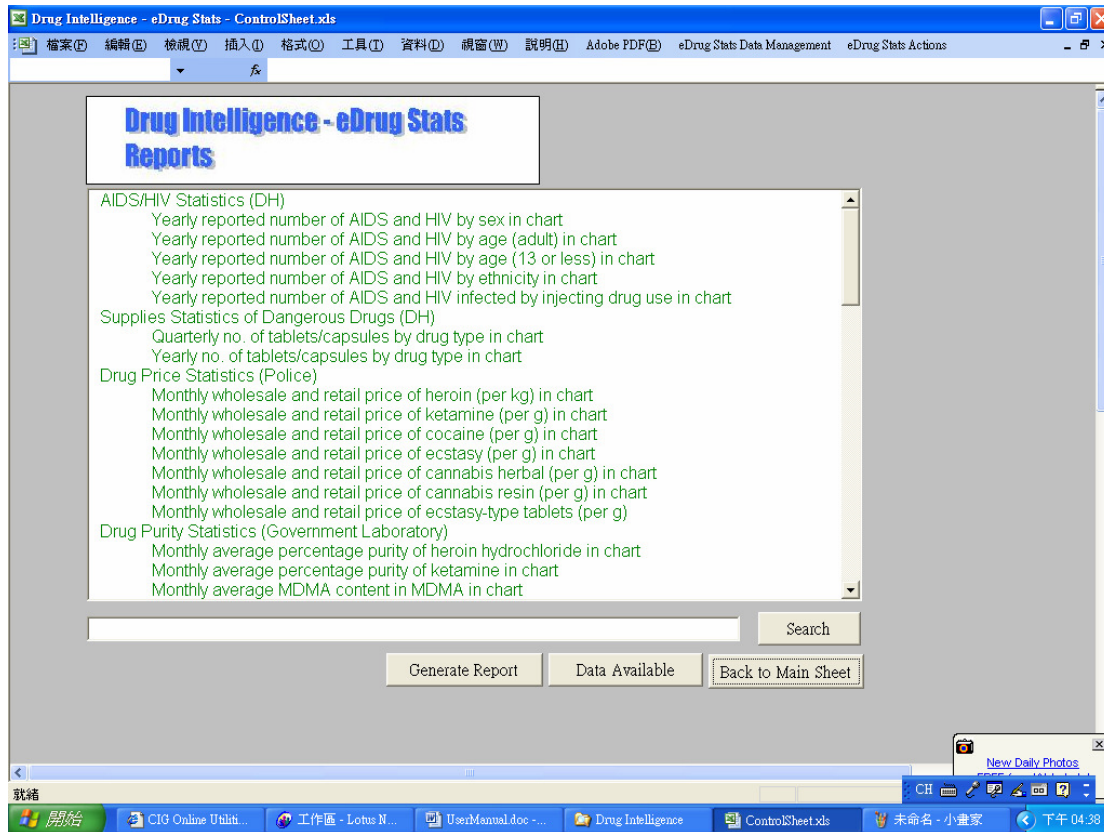 Drug Intelligence - eDrug Stats - ControlSheet.xls
檔案(F) 編輯(E) 檢視(V) 插入(I) 格式(O) 工具(T) 資料(D) 視窗(W) 說明(H) Adobe PDF(B) eDrug Stats Data Management eDrug Stats Actions
fx
Drug Intelligence - eDrug Stats
Reports
AIDS/HIV Statistics (DH)
Yearly reported number of AIDS and HIV by sex in chart
Yearly reported number of AIDS and HIV by age (adult) in chart
Yearly reported number of AIDS and HIV by age (13 or less) in chart
Yearly reported number of AIDS and HIV by ethnicity in chart
Yearly reported number of AIDS and HIV infected by injecting drug use in chart
Supplies Statistics of Dangerous Drugs (DH)
Quarterly no. of tablets/capsules by drug type in chart
Yearly no. of tablets/capsules by drug type in chart
Drug Price Statistics (Police)
Monthly wholesale and retail price of heroin (per kg) in chart
Monthly wholesale and retail price of ketamine (per g) in chart
Monthly wholesale and retail price of cocaine (per g) in chart
Monthly wholesale and retail price of ecstasy (per g) in chart
Monthly wholesale and retail price of cannabis herbal (per g) in chart
Monthly wholesale and retail price of cannabis resin (per g) in chart
Monthly wholesale and retail price of ecstasy-type tablets (per g)
Drug Purity Statistics (Government Laboratory)
Monthly average percentage purity of heroin hydrochloride in chart
Monthly average percentage purity of ketamine in chart
Monthly average MDMA content in MDMA in chart
Search
Generate Report Data Available Back to Main Sheet
New Daily Photos
就緒
CH
開始 CIG Online Utiliti... 工作區 - Lotus N... UserManual.doc -... Drug Intelligence ControlSheet.xls 未命名 - 小畫家 下午 04:38